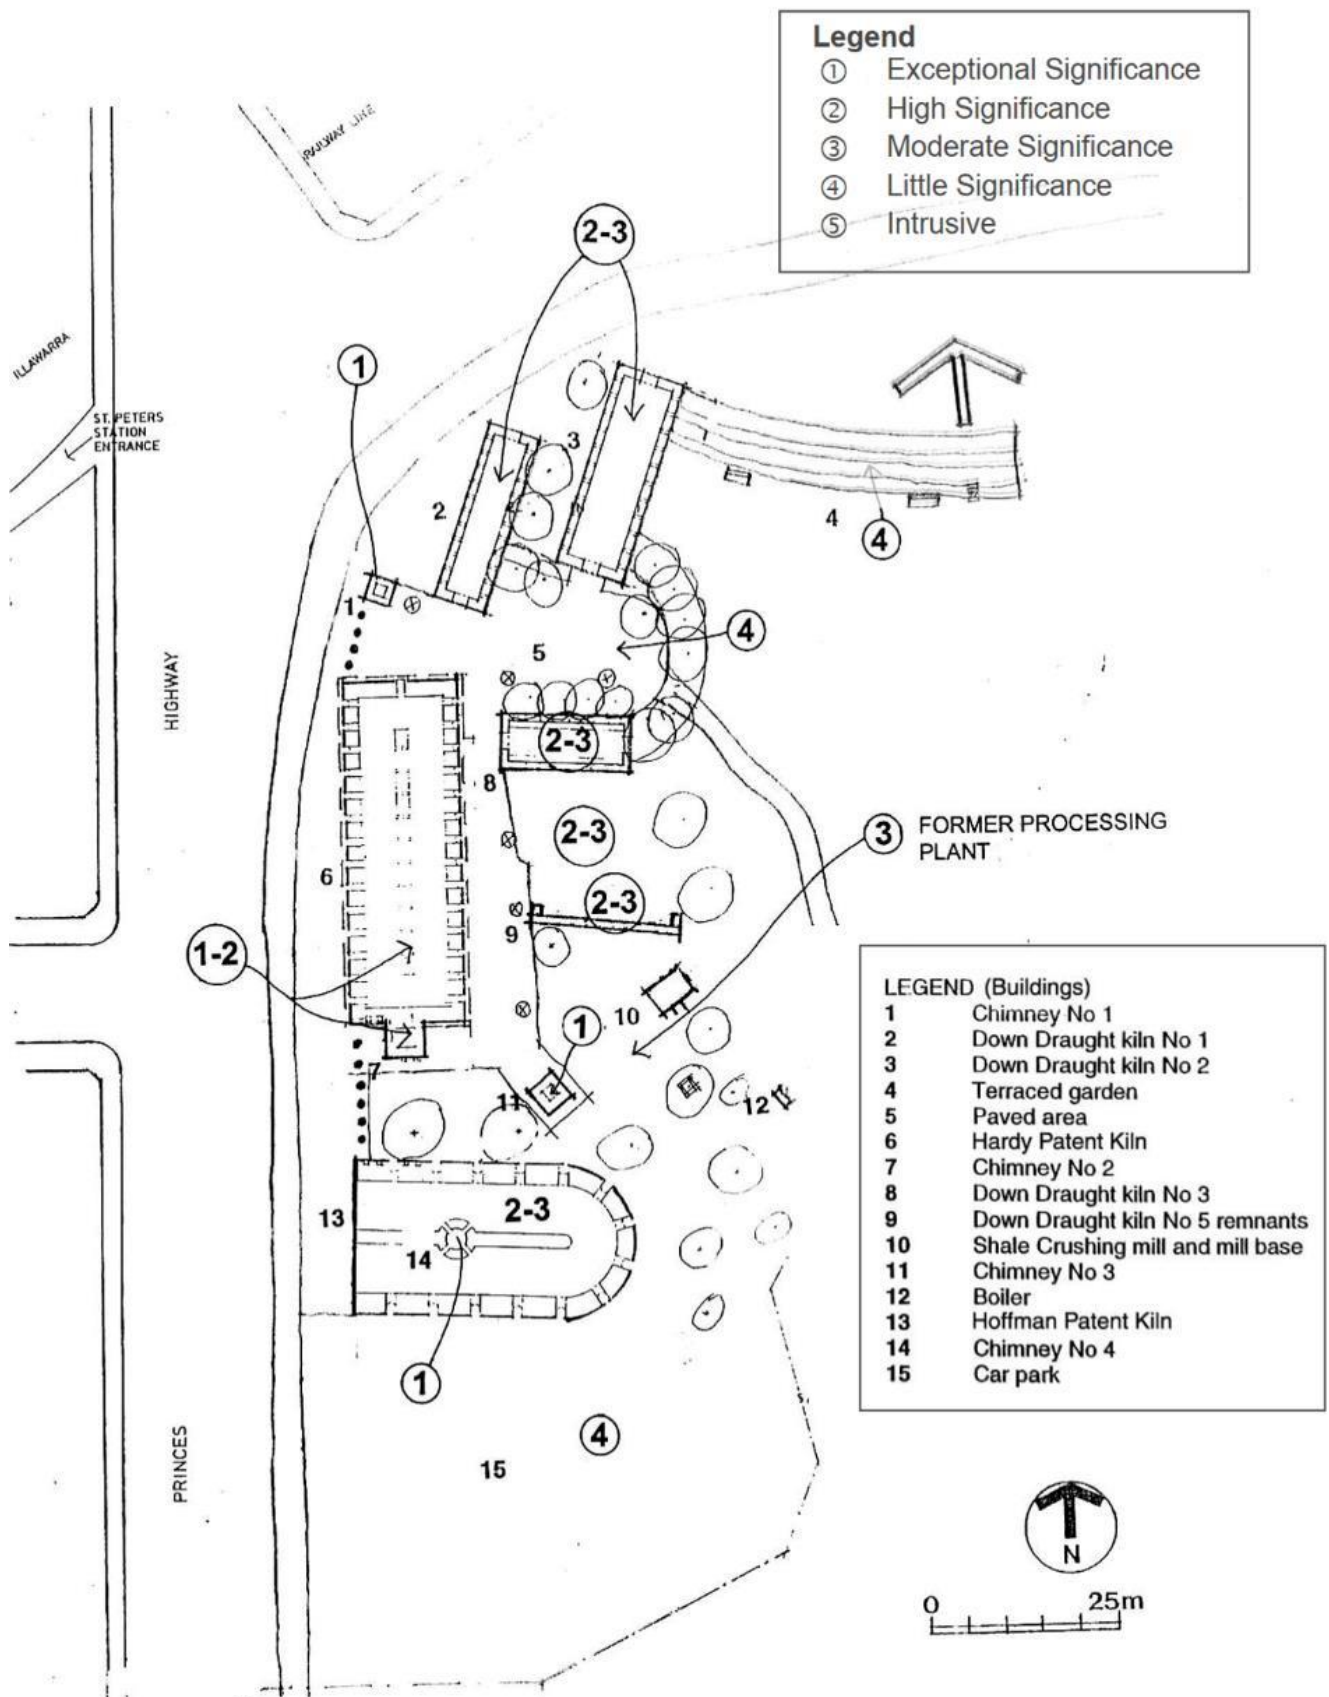 Legend
① Exceptional Significance
② High Significance
③ Moderate Significance
④ Little Significance
⑤ Intrusive
RAILWAY LINE
2-3
ILLAWARRA
1
ST. PETERS
STATION
ENTRANCE
3
2
4
4
1
4
5
HIGHWAY
2-3
8
2-3
3 FORMER PROCESSING
PLANT
6
2-3
9
1-2
10
1
7
11
12
2-3
13
14
1
4
15
PRINCES
LEGEND (Buildings)
1 Chimney No 1
2 Down Draught kiln No 1
3 Down Draught kiln No 2
4 Terraced garden
5 Paved area
6 Hardy Patent Kiln
7 Chimney No 2
8 Down Draught kiln No 3
9 Down Draught kiln No 5 remnants
10 Shale Crushing mill and mill base
11 Chimney No 3
12 Boiler
13 Hoffman Patent Kiln
14 Chimney No 4
15 Car park
N
0 25m